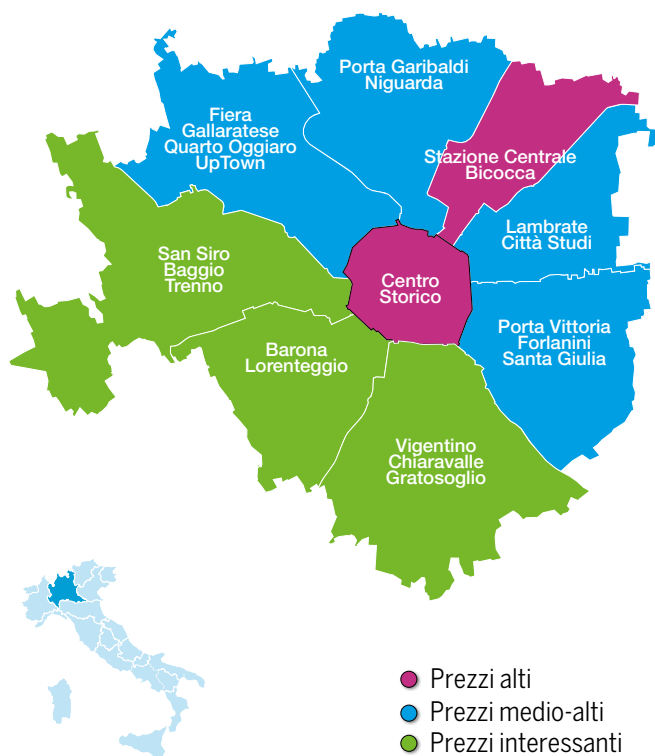 Porta Garibaldi
Niguarda
Fiera
Gallaratese
Quarto Oggiaro
UpTown
Stazione Centrale
Bicocca
Lambrate
Città Studi
San Siro
Baggio
Trenno
Centro
Storico
Porta Vittoria
Forlanini
Santa Giulia
Barona
Lorenteggio
Vigentino
Chiaravalle
Gratosoglio
Prezzi alti
Prezzi medio-alti
Prezzi interessanti